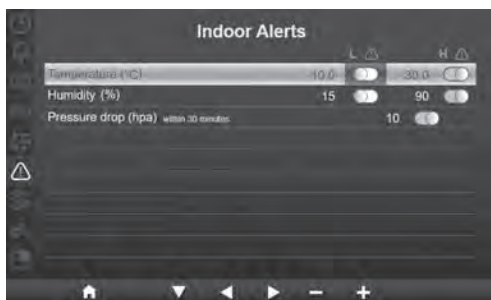 Indoor Alerts
L H
Temperature (°C) 10.0 30.0
Humidity (%) 15 90
Pressure drop (hpa) within 30 minutes 10